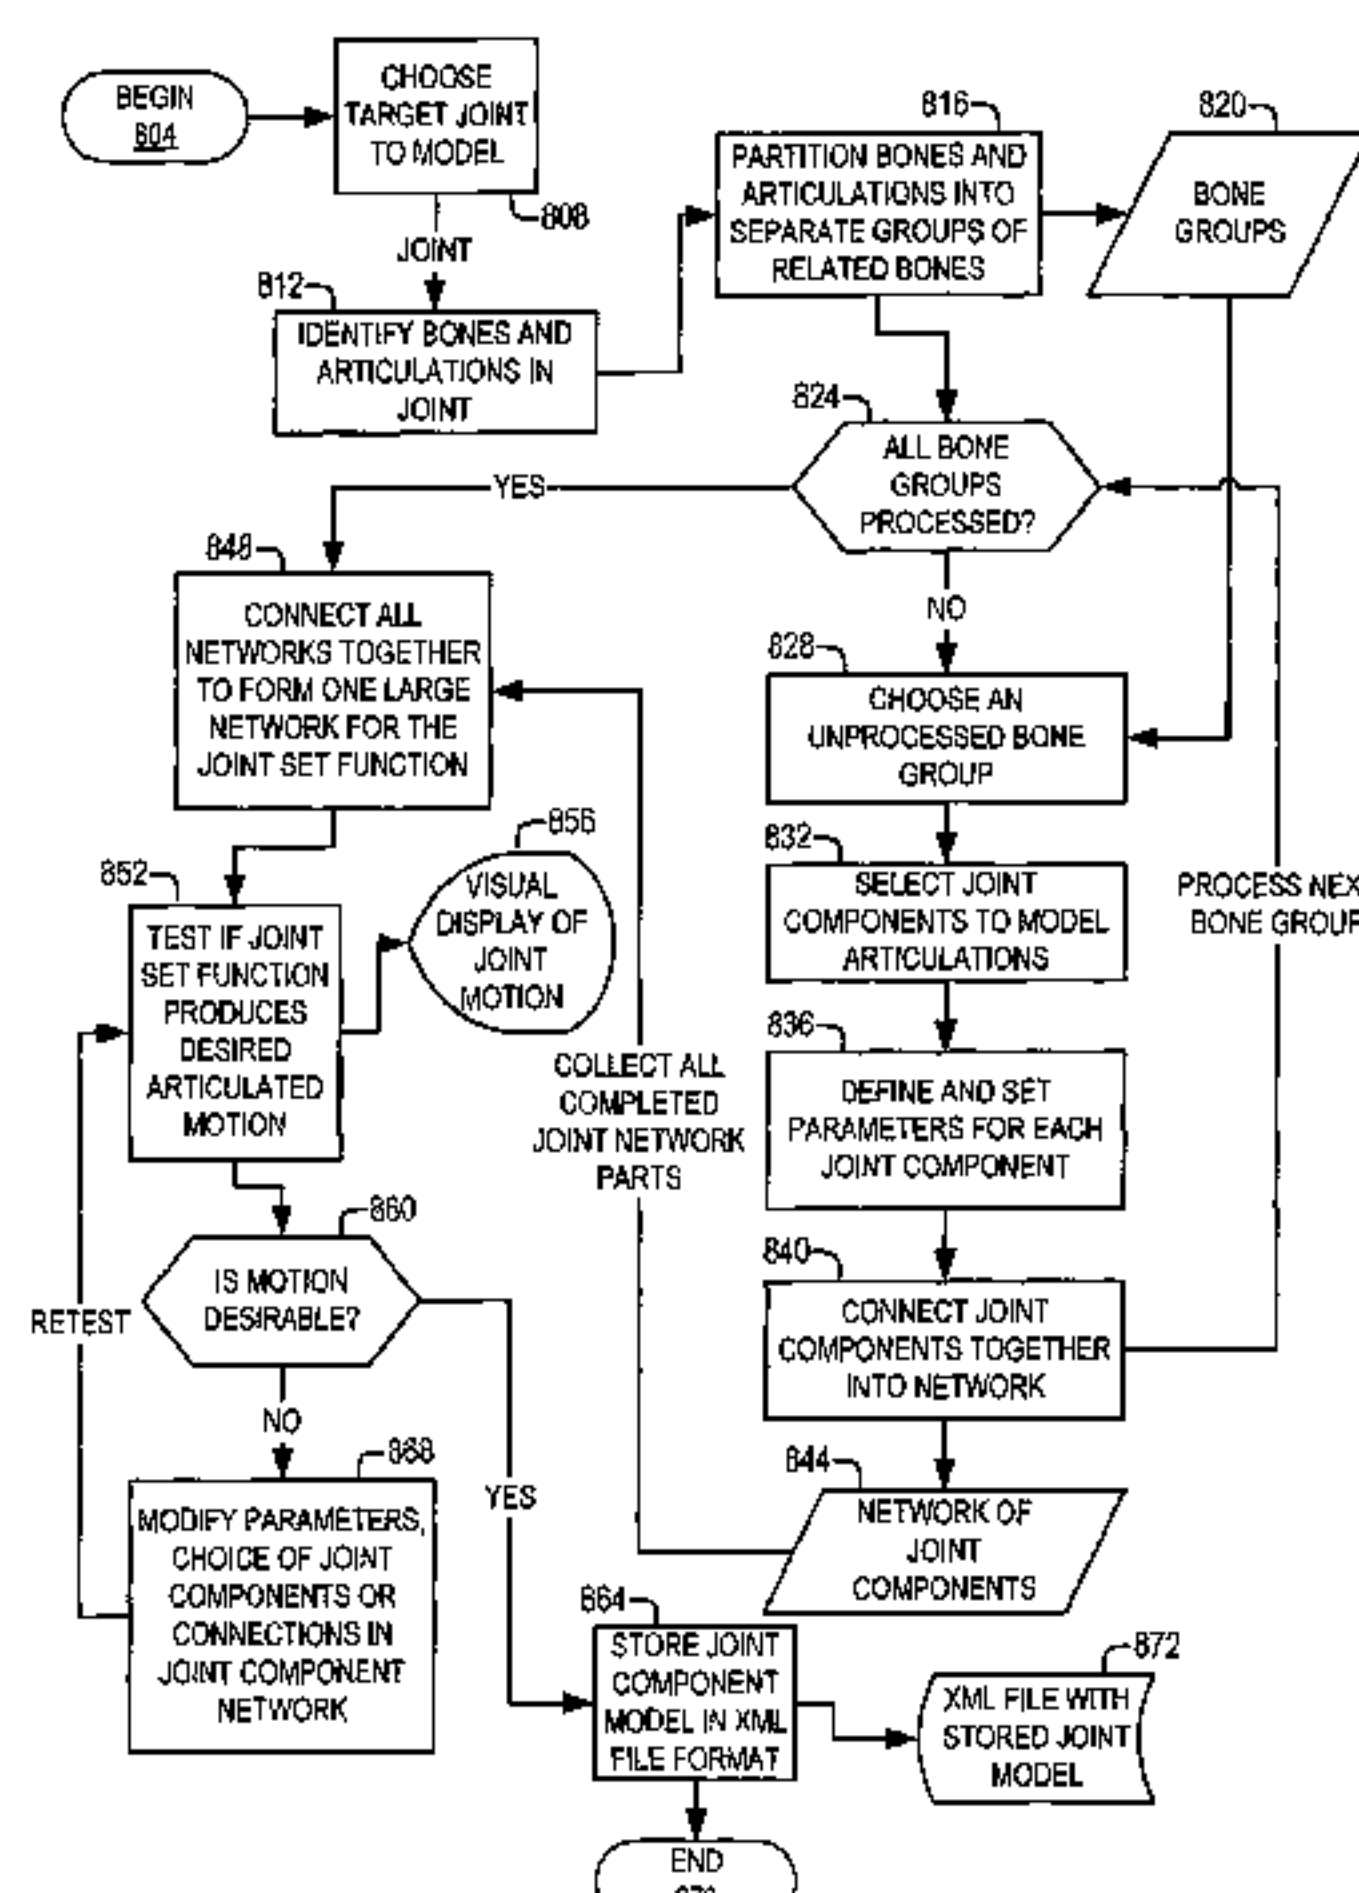 BEGIN
804
CHOOSE
TARGET JOINT
TO MODEL
808
JOINT
812
IDENTIFY BONES AND
ARTICULATIONS IN
JOINT
816
PARTITION BONES AND
ARTICULATIONS INTO
SEPARATE GROUPS OF
RELATED BONES
820
BONE
GROUPS
824
ALL BONE
GROUPS
PROCESSED?
YES
NO
828
CHOOSE AN
UNPROCESSED BONE
GROUP
832
SELECT JOINT
COMPONENTS TO MODEL
ARTICULATIONS
836
DEFINE AND SET
PARAMETERS FOR EACH
JOINT COMPONENT
840
CONNECT JOINT
COMPONENTS TOGETHER
INTO NETWORK
PROCESS NEX
BONE GROUP
844
NETWORK OF
JOINT
COMPONENTS
COLLECT ALL
COMPLETED
JOINT NETWORK
PARTS
848
CONNECT ALL
NETWORKS TOGETHER
TO FORM ONE LARGE
NETWORK FOR THE
JOINT SET FUNCTION
852
TEST IF JOINT
SET FUNCTION
PRODUCES
DESIRED
ARTICULATED
MOTION
856
VISUAL
DISPLAY OF
JOINT
MOTION
860
IS MOTION
DESIRABLE?
RETEST
NO
868
MODIFY PARAMETERS,
CHOICE OF JOINT
COMPONENTS OR
CONNECTIONS IN
JOINT COMPONENT
NETWORK
YES
864
STORE JOINT
COMPONENT
MODEL IN XML
FILE FORMAT
872
XML FILE WITH
STORED JOINT
MODEL
END